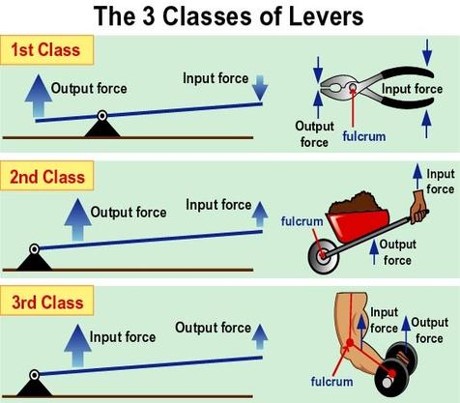 The 3 Classes of Levers
1st Class
Output force
Input force
Input force
Output
force
fulcrum
2nd Class
Output force
Input force
Input
force
fulcrum
Output
force
3rd Class
Input force
Output force
Input
force
Output
force
fulcrum